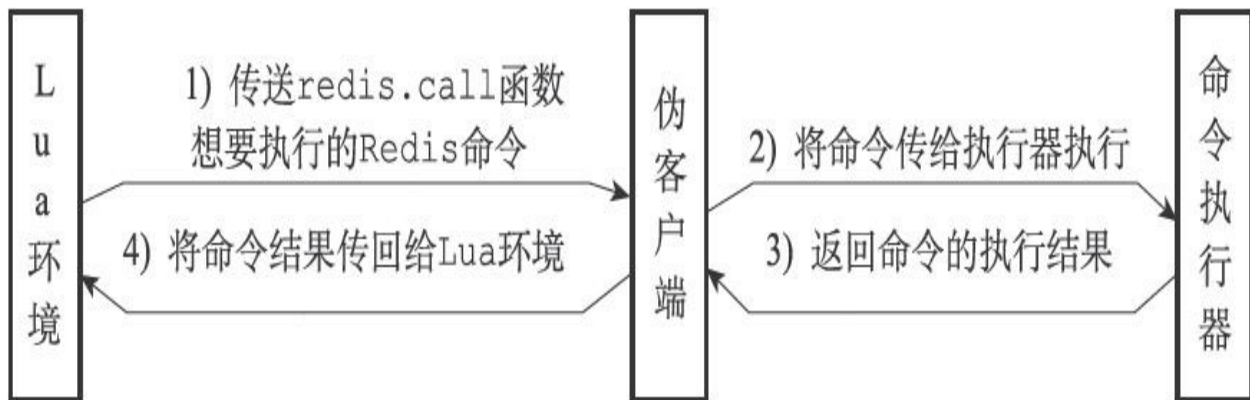 Lua环境
1) 传送redis.call函数
想要执行的Redis命令
4) 将命令结果传回给Lua环境
伪客户端
2) 将命令传给执行器执行
3) 返回命令的执行结果
命令执行器